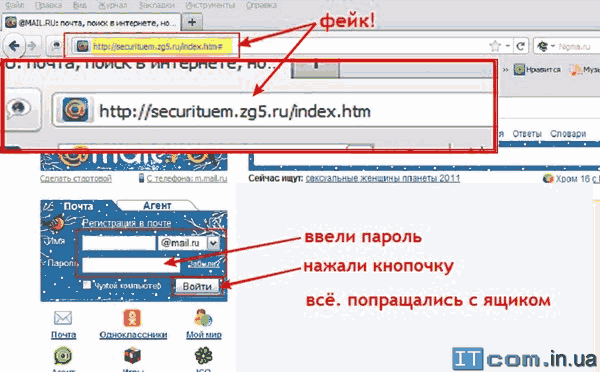 Файл Правка Вид Журнал Закладки Инструменты Справка
@MAIL.RU: почта, поиск в интернете, но...
фейк!
http://securituem.zg5.ru/index.htm#
Nigma.ru
почта, поиск в интернете, но...
Нравится
http://securituem.zg5.ru/index.htm
Ответы Словари
Сделать стартовой
С телефона: m.mail.ru
Сейчас ищут: сексуальные женщины планеты 2011
Хром 16 с
Почта
Агент
Регистрация в почте
Имя
@mail.ru
ввели пароль
Пароль
Забыли?
нажали кнопочку
Чужой компьютер
Войти
всё. попращались с ящиком
Почта
Одноклассники
Мой мир
ITcom.in.ua
ICQ